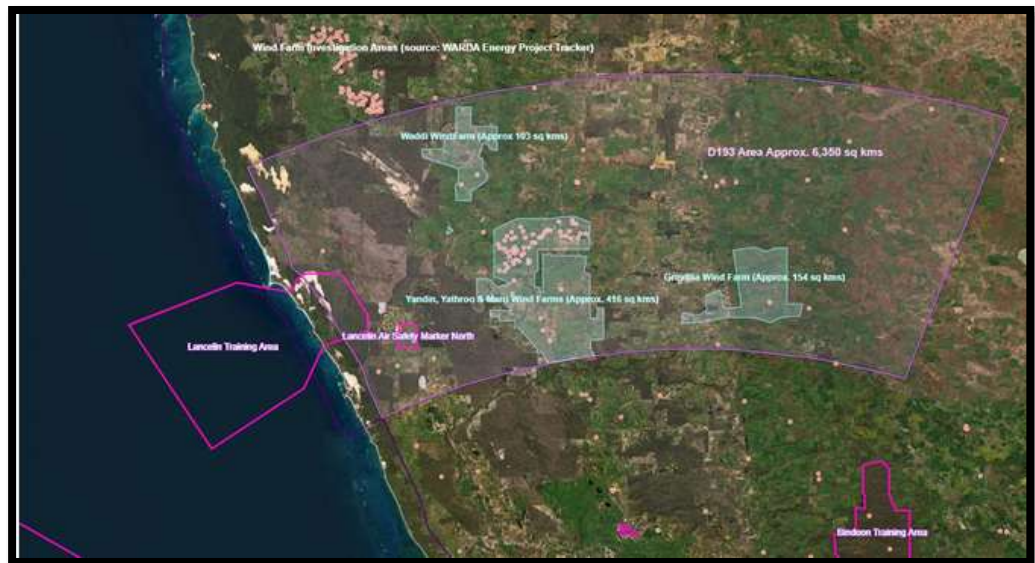 Wind Farm Investigation Areas (source: WARDA Energy Project Tracker)
Waddi Wind Farm (Approx 103 sq kms)
D193 Area Approx. 6,350 sq kms
Greyhlia Wind Farm (Approx. 154 sq kms)
Yandin, Yathroo & Maru Wind Farms (Approx. 416 sq kms)
Lancelin Air Safety Marker North
Lancelin Training Area
Bindoon Training Area